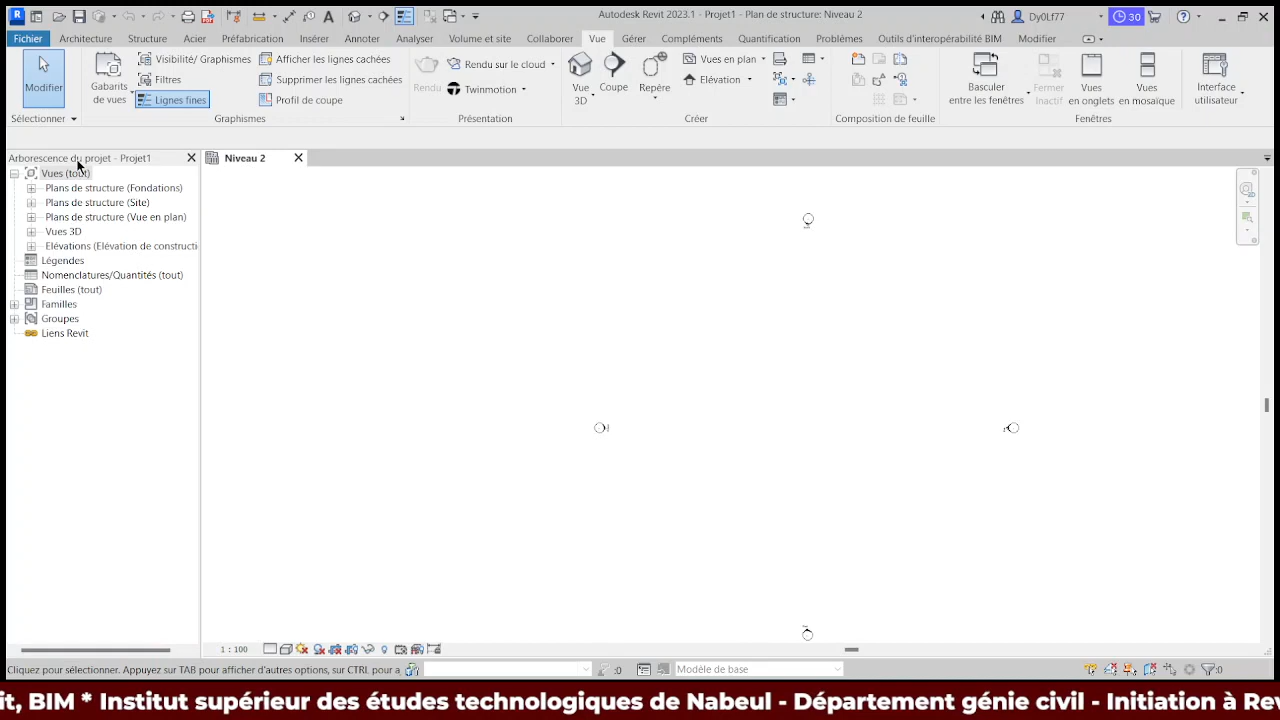 Autodesk Revit 2023.1 - Projet1 - Plan de structure: Niveau 2
Dy0Lf77
30
Fichier Architecture Structure Acier Préfabrication Insérer Annoter Analyser Volume et site Collaborer Vue Gérer Compléments Quantification Problèmes Outils d'interopérabilité BIM Modifier
Modifier
Gabarits de vues
Visibilité/ Graphismes
Filtres
Lignes fines
Afficher les lignes cachées
Supprimer les lignes cachées
Profil de coupe
Rendu
Rendu sur le cloud
Twinmotion
Vue 3D
Coupe
Repère
Vues en plan
Elévation
Basculer entre les fenêtres
Fermer Inactif
Vues en onglets
Vues en mosaïque
Interface utilisateur
Sélectionner Graphismes Présentation Créer Composition de feuille Fenêtres
Arborescence du projet - Projet1
Niveau 2
Vues (tout)
Plans de structure (Fondations)
Plans de structure (Site)
Plans de structure (Vue en plan)
Vues 3D
Elévations (Elévation de constructi
Légendes
Nomenclatures/Quantités (tout)
Feuilles (tout)
Familles
Groupes
Liens Revit
1 : 100
Cliquez pour sélectionner. Appuyez sur TAB pour afficher d'autres options, sur CTRL pour a
:0
Modèle de base
:0
it, BIM * Institut supérieur des études technologiques de Nabeul - Département génie civil - Initiation à Rev